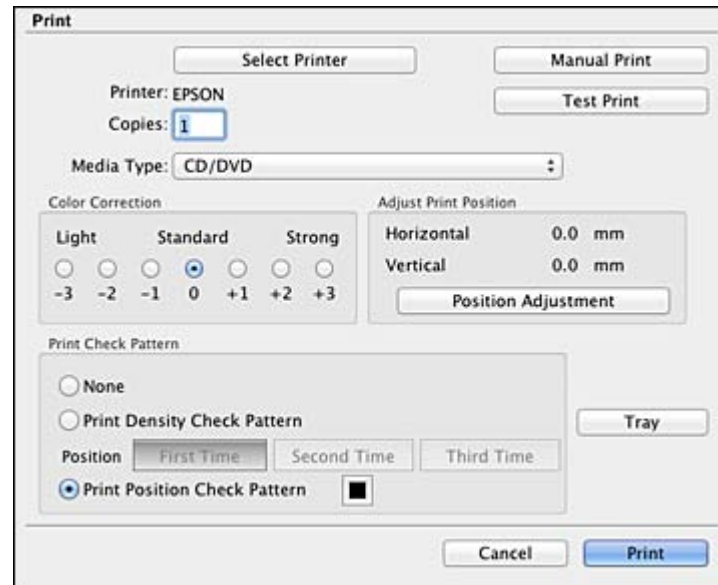 Print
Select Printer
Manual Print
Printer: EPSON
Test Print
Copies: 1
Media Type: CD/DVD
Color Correction
Light Standard Strong
-3 -2 -1 0 +1 +2 +3
Adjust Print Position
Horizontal 0.0 mm
Vertical 0.0 mm
Position Adjustment
Print Check Pattern
None
Print Density Check Pattern
Position First Time Second Time Third Time
Print Position Check Pattern
Tray
Cancel Print